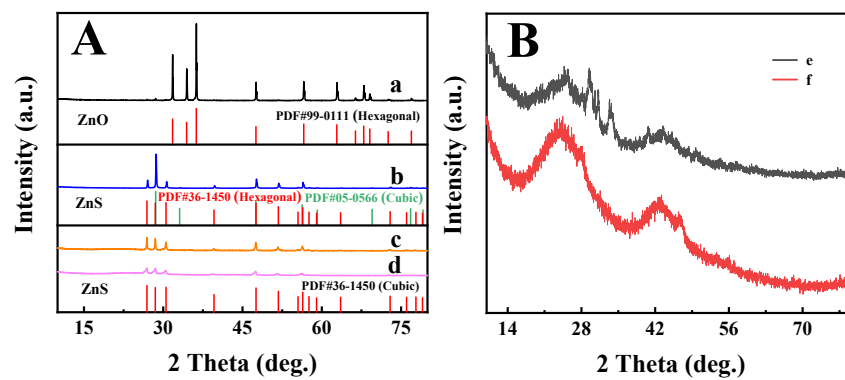 A
B
Intensity (a.u.)
a
ZnO
PDF#99-0111 (Hexagonal)
b
ZnS
PDF#36-1450 (Hexagonal)
PDF#05-0566 (Cubic)
c
d
ZnS
PDF#36-1450 (Cubic)
15 30 45 60 75
2 Theta (deg.)
Intensity (a.u.)
e
f
14 28 42 56 70
2 Theta (deg.)